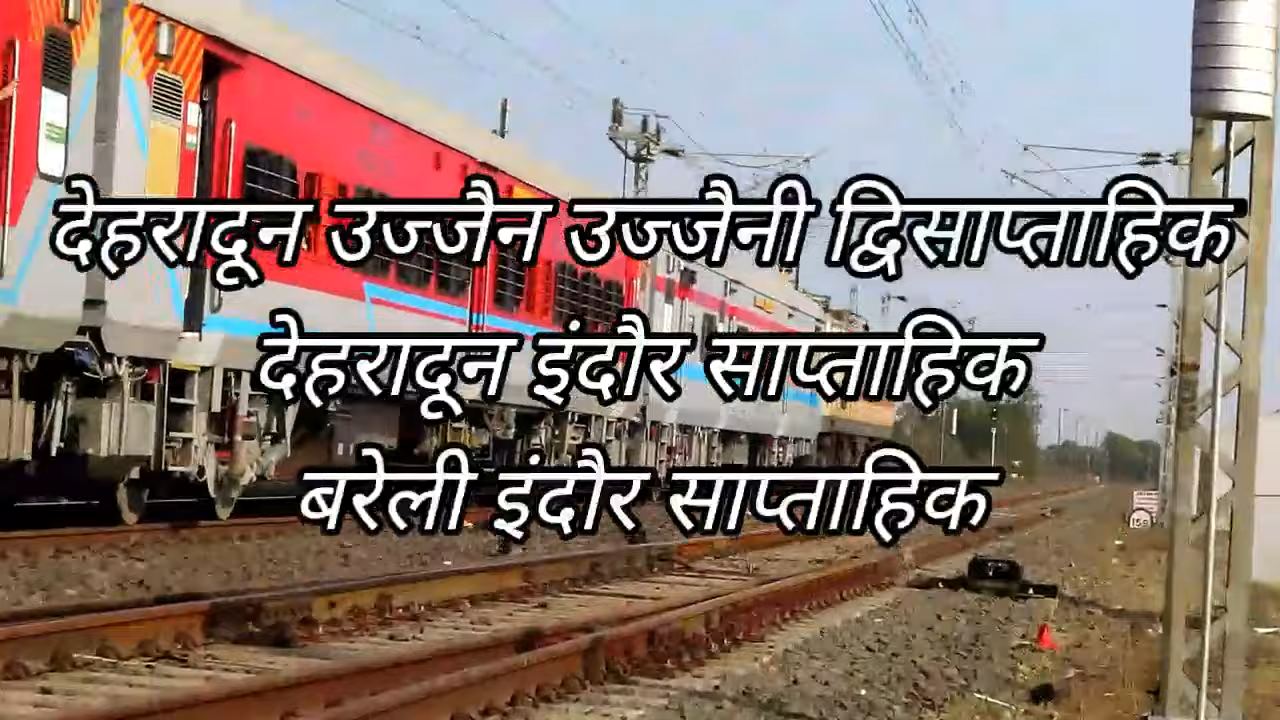 देहरादून उज्जैन उज्जैनी द्विसाप्ताहिक
देहरादून इंदौर साप्ताहिक
बरेली इंदौर साप्ताहिक